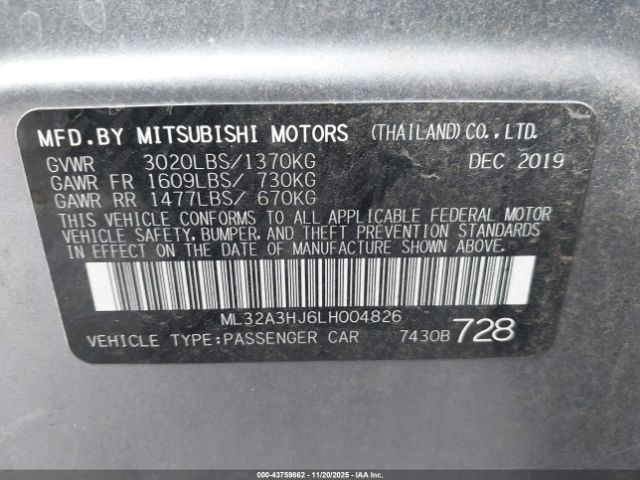 MFD.BY MITSUBISHI MOTORS (THAILAND)CO.,LTD.
GVWR 3020LBS/1370KG DEC 2019
GAWR FR 1609LBS/ 730KG
GAWR RR 1477LBS/ 670KG
THIS VEHICLE CONFORMS TO ALL APPLICABLE FEDERAL MOTOR
VEHICLE SAFETY, BUMPER, AND THEFT PREVENTION STANDARDS
IN EFFECT ON THE DATE OF MANUFACTURE SHOWN ABOVE.
ML32A3HJ6LH004826
VEHICLE TYPE:PASSENGER CAR 7430B 728
000-43759862 - 11/20/2025 - IAAI.CA